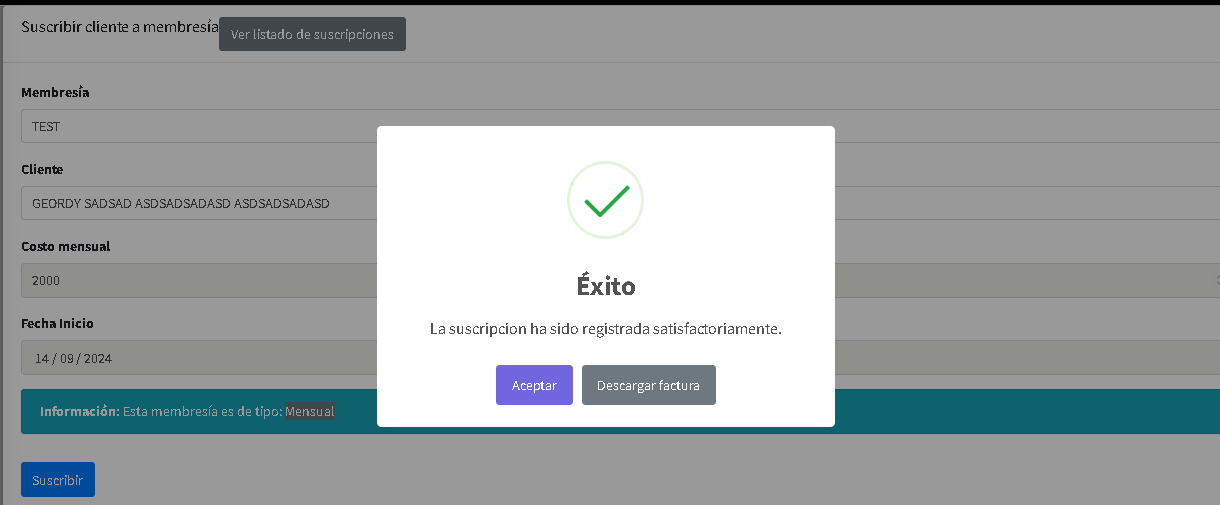 Suscribir cliente a membresía
Ver listado de suscripciones
Membresía
TEST
Cliente
GEORDY SADSAD ASDSADSADASD ASDSADSADASD
Costo mensual
2000
Fecha Inicio
14 / 09 / 2024
Información: Esta membresía es de tipo: Mensual
Suscribir
Éxito
La suscripcion ha sido registrada satisfactoriamente.
Aceptar
Descargar factura